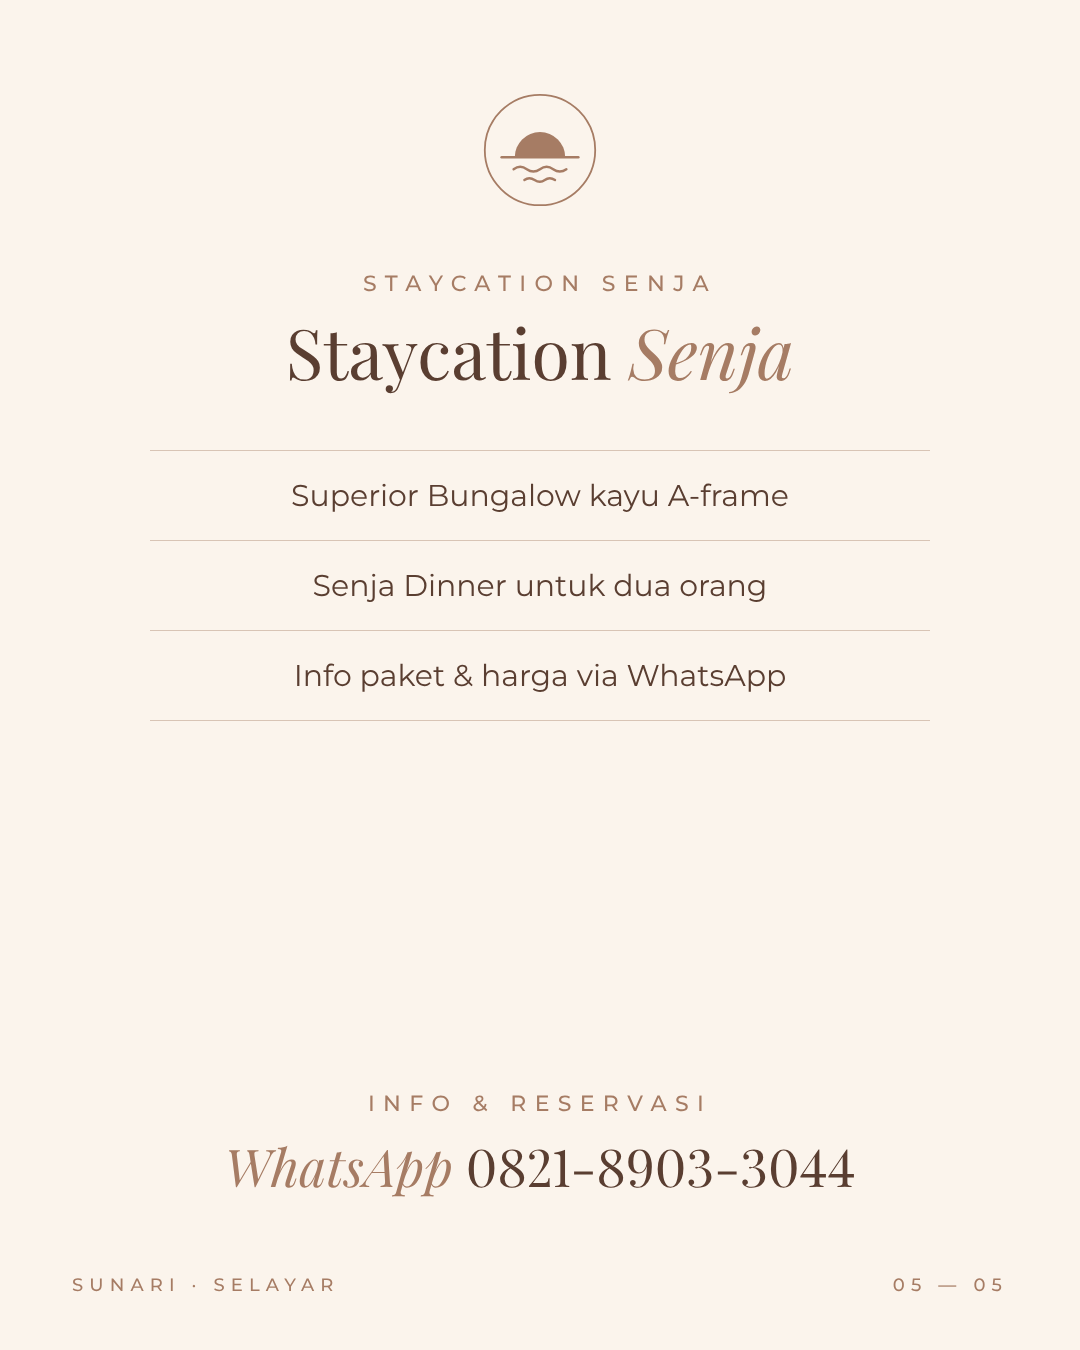 STAYCATION SENJA
Staycation Senja
Superior Bungalow kayu A-frame
Senja Dinner untuk dua orang
Info paket & harga via WhatsApp
INFO & RESERVASI
WhatsApp 0821-8903-3044
SUNARI · SELAYAR
05 — 05